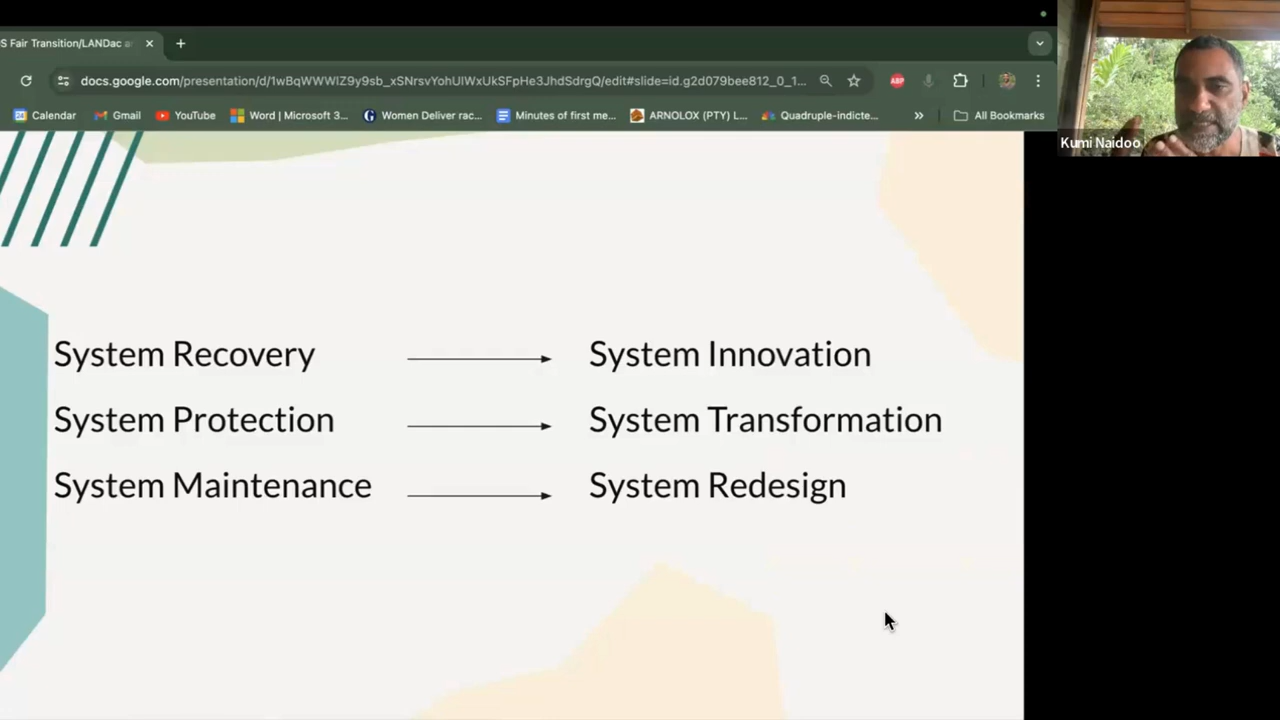 S Fair Transition/LANDac a
docs.google.com/presentation/d/1wBqWWWIZ9y9sb_xSNrsvYohUlWxUkSFpHe3JhdSdrgQ/edit#slide=id.g2d079bee812_0_1...
Calendar Gmail YouTube Word | Microsoft 3... Women Deliver rac... Minutes of first me... ARNOLOX (PTY) L... Quadruple-indicte... » All Bookmarks
ABP
Kumi Naidoo
System Recovery System Innovation
System Protection System Transformation
System Maintenance System Redesign